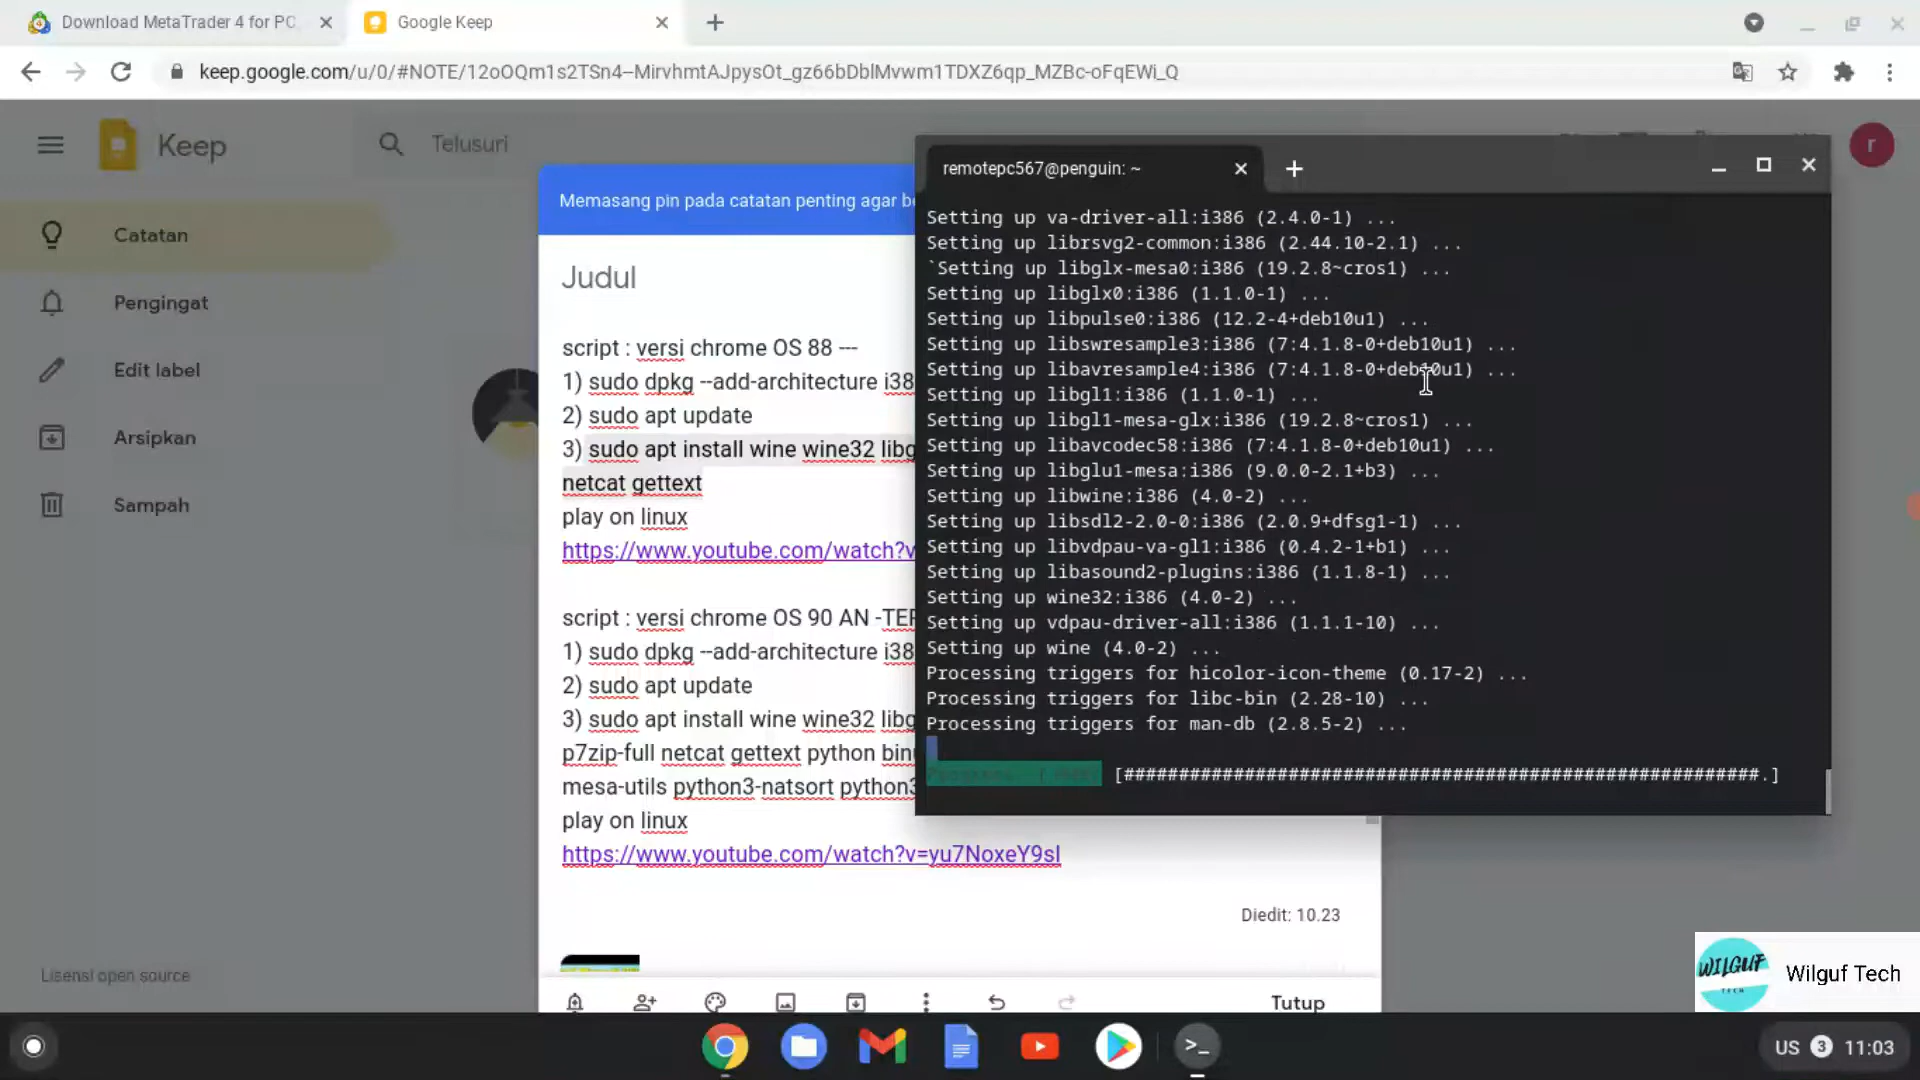 Download MetaTrader 4 for PC,
Google Keep
keep.google.com/u/0/#NOTE/12oOQm1s2TSn4–MirvhmtAJpysOt_gz66bDblMvwm1TDXZ6qp_MZBc-oFqEWi_Q
Keep
Telusuri
r
Catatan
Pengingat
Edit label
Arsipkan
Sampah
Lisensi open source
Memasang pin pada catatan penting agar
Judul
script : versi chrome OS 88 ---
1) sudo dpkg --add-architecture i38
2) sudo apt update
3) sudo apt install wine wine32 libg
netcat gettext
play on linux
https://www.youtube.com/watch?v
script : versi chrome OS 90 AN -TER
1) sudo dpkg --add-architecture i38
2) sudo apt update
3) sudo apt install wine wine32 libg
p7zip-full netcat gettext python binu
mesa-utils python3-natsort python3
play on linux
https://www.youtube.com/watch?v=yu7NoxeY9sI
Diedit: 10.23
Tutup
remotepc567@penguin: ~
Setting up va-driver-all:i386 (2.4.0-1) ...
Setting up librsvg2-common:i386 (2.44.10-2.1) ...
`Setting up libglx-mesa0:i386 (19.2.8~cros1) ...
Setting up libglx0:i386 (1.1.0-1) ...
Setting up libpulse0:i386 (12.2-4+deb10u1) ...
Setting up libswresample3:i386 (7:4.1.8-0+deb10u1) ...
Setting up libavresample4:i386 (7:4.1.8-0+deb10u1) ...
Setting up libgl1:i386 (1.1.0-1) ...
Setting up libgl1-mesa-glx:i386 (19.2.8~cros1) ...
Setting up libavcodec58:i386 (7:4.1.8-0+deb10u1) ...
Setting up libglu1-mesa:i386 (9.0.0-2.1+b3) ...
Setting up libwine:i386 (4.0-2) ...
Setting up libsdl2-2.0-0:i386 (2.0.9+dfsg1-1) ...
Setting up libvdpau-va-gl1:i386 (0.4.2-1+b1) ...
Setting up libasound2-plugins:i386 (1.1.8-1) ...
Setting up wine32:i386 (4.0-2) ...
Setting up vdpau-driver-all:i386 (1.1.1-10) ...
Setting up wine (4.0-2) ...
Processing triggers for hicolor-icon-theme (0.17-2) ...
Processing triggers for libc-bin (2.28-10) ...
Processing triggers for man-db (2.8.5-2) ...
[##########################################################.]
WILGUF
TECH
Wilguf Tech
US 3 11:03